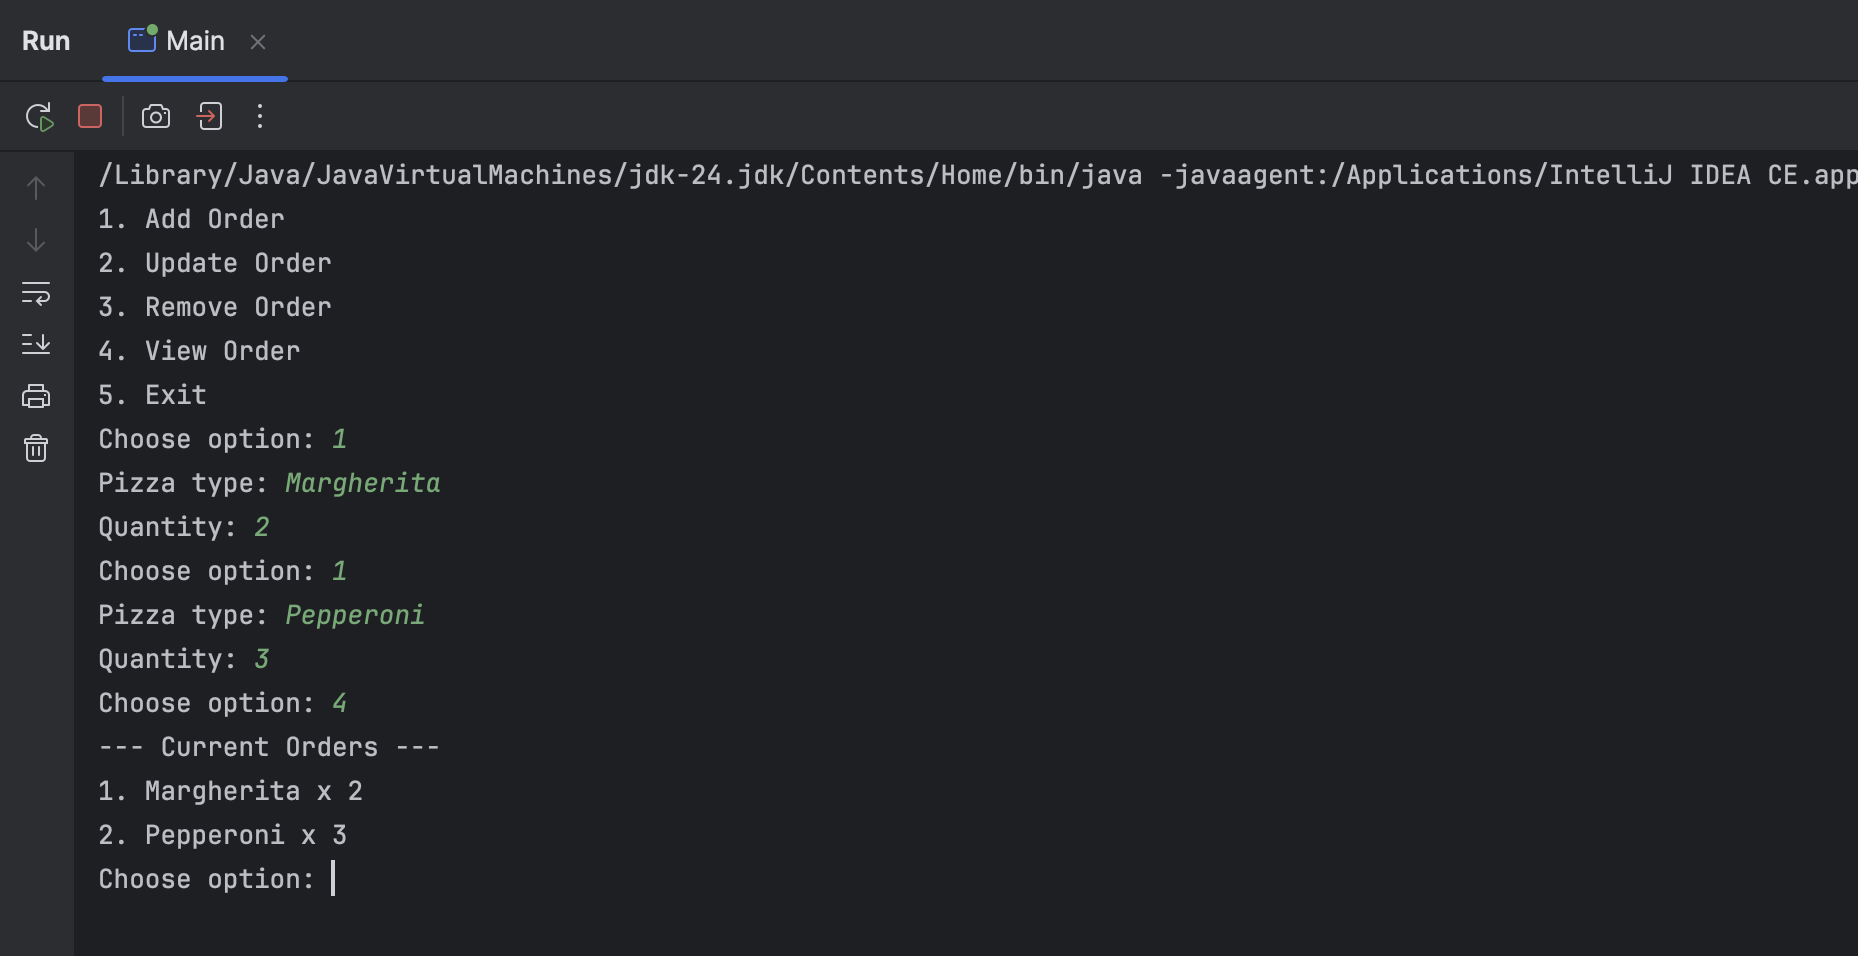 Run Main
/Library/Java/JavaVirtualMachines/jdk-24.jdk/Contents/Home/bin/java -javaagent:/Applications/IntelliJ IDEA CE.app
1. Add Order
2. Update Order
3. Remove Order
4. View Order
5. Exit
Choose option: 1
Pizza type: Margherita
Quantity: 2
Choose option: 1
Pizza type: Pepperoni
Quantity: 3
Choose option: 4
--- Current Orders ---
1. Margherita x 2
2. Pepperoni x 3
Choose option: